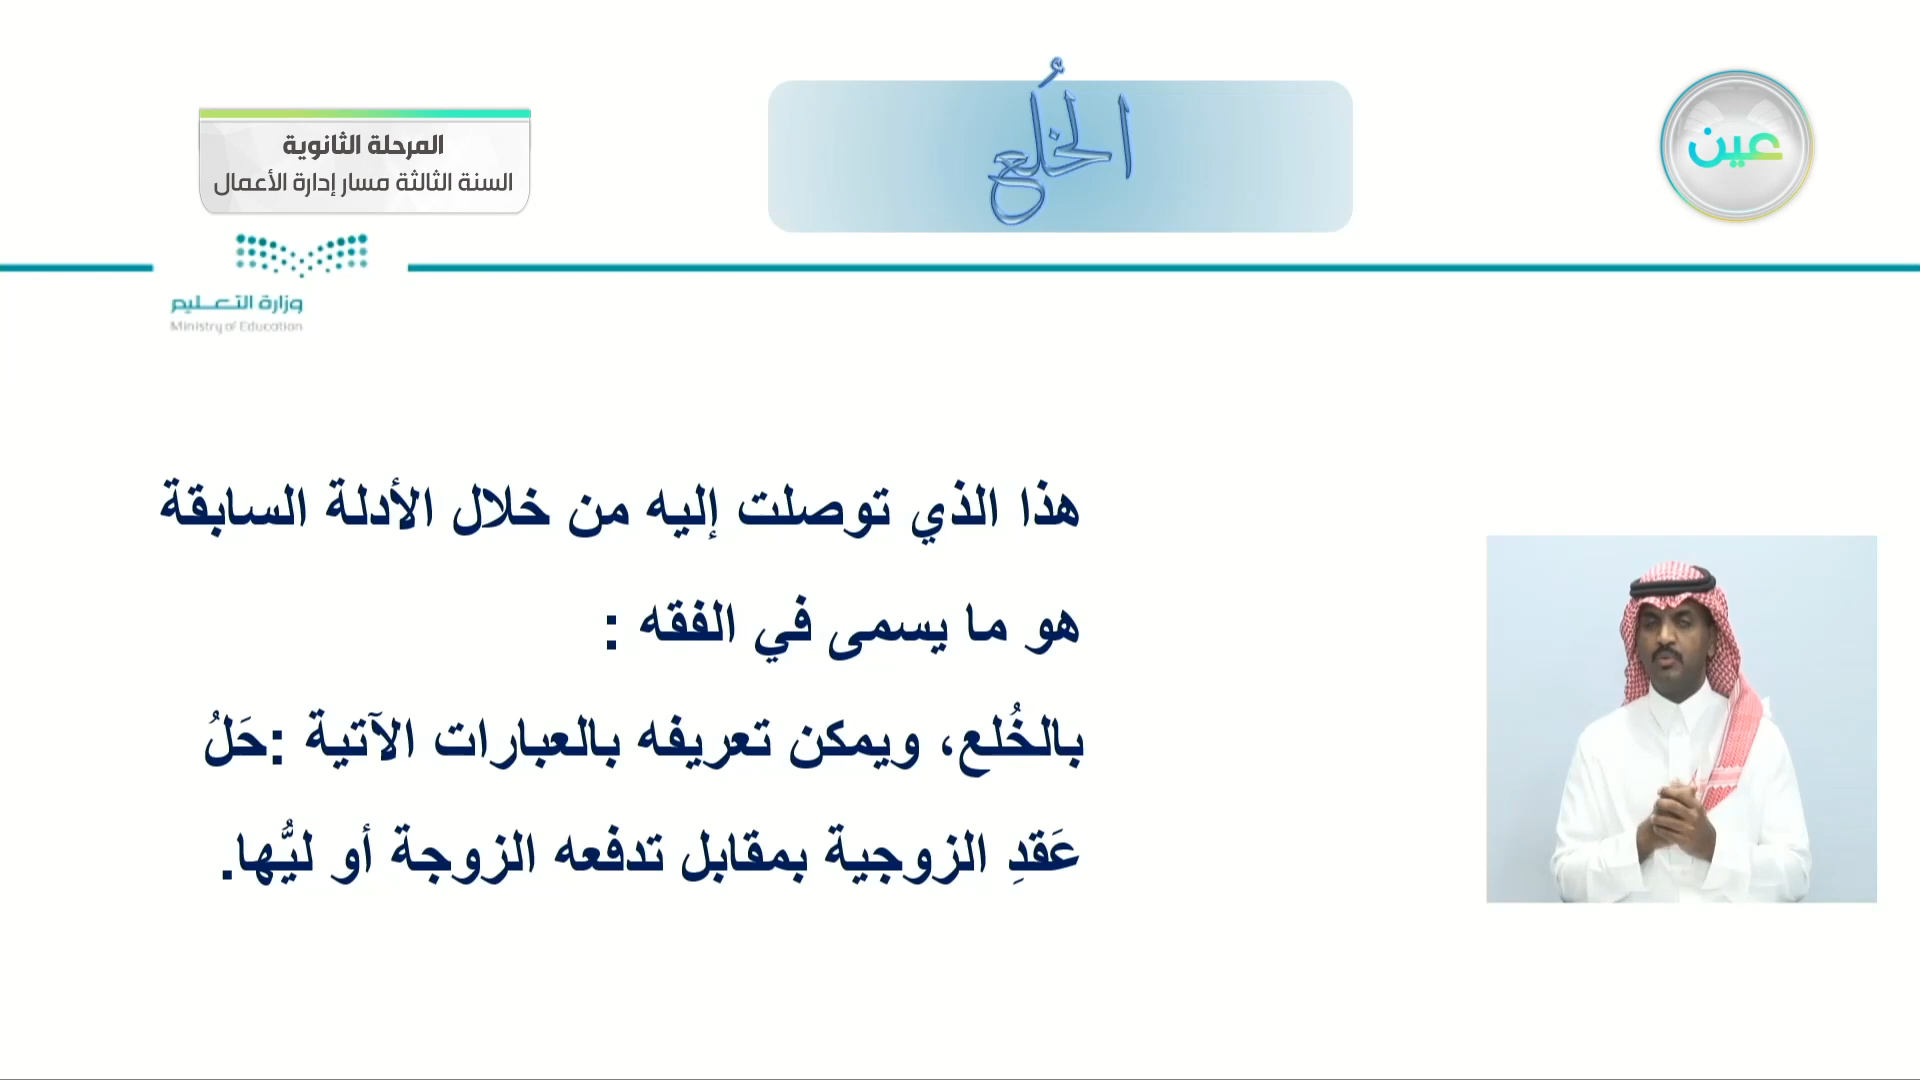 الخُلع
عين
المرحلة الثانوية
السنة الثالثة مسار إدارة الأعمال
وزارة التعليم
Ministry of Education
هذا الذي توصلت إليه من خلال الأدلة السابقة
هو ما يسمى في الفقه :
بالخُلع، ويمكن تعريفه بالعبارات الآتية :حَلُ
عَقدِ الزوجية بمقابل تدفعه الزوجة أو ليُّها.